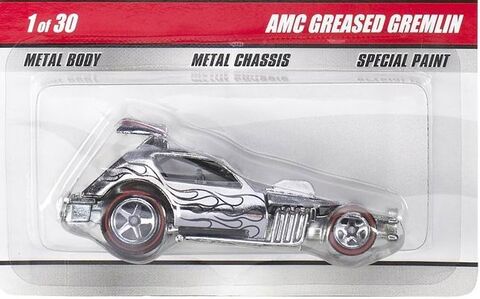 1 of 30 AMC GREASED GREMLIN
METAL BODY METAL CHASSIS SPECIAL PAINT